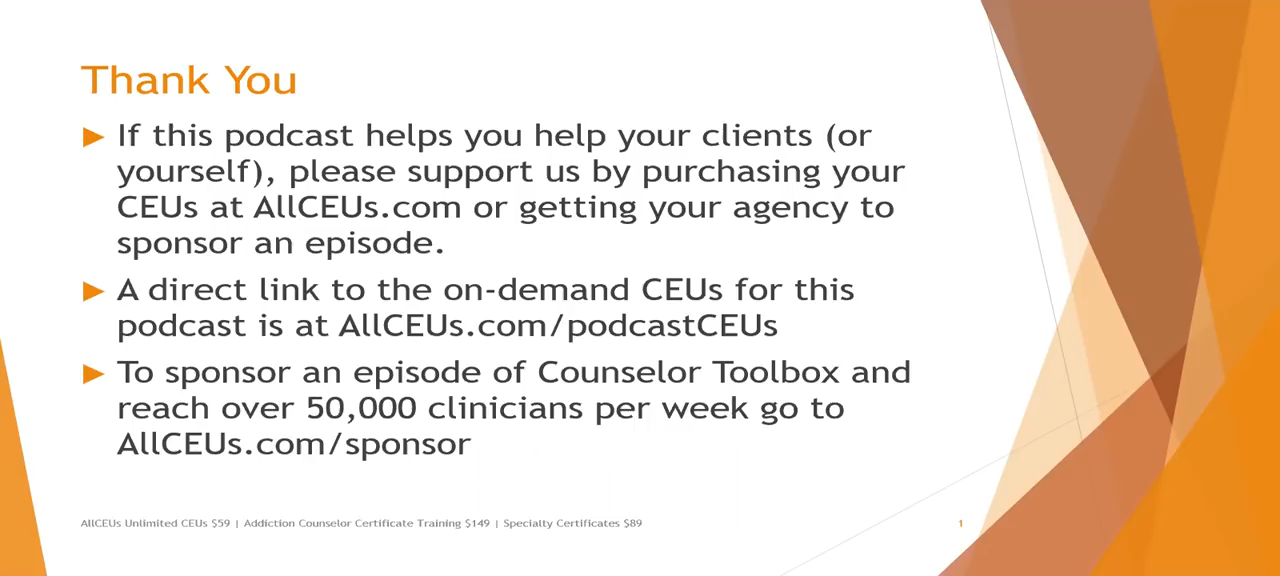 Thank You
If this podcast helps you help your clients (or
yourself), please support us by purchasing your
CEUs at AllCEUs.com or getting your agency to
sponsor an episode.
A direct link to the on-demand CEUs for this
podcast is at AllCEUs.com/podcastCEUs
To sponsor an episode of Counselor Toolbox and
reach over 50,000 clinicians per week go to
AllCEUs.com/sponsor
AllCEUs Unlimited CEUs $59 | Addiction Counselor Certificate Training $149 | Specialty Certificates $89
1